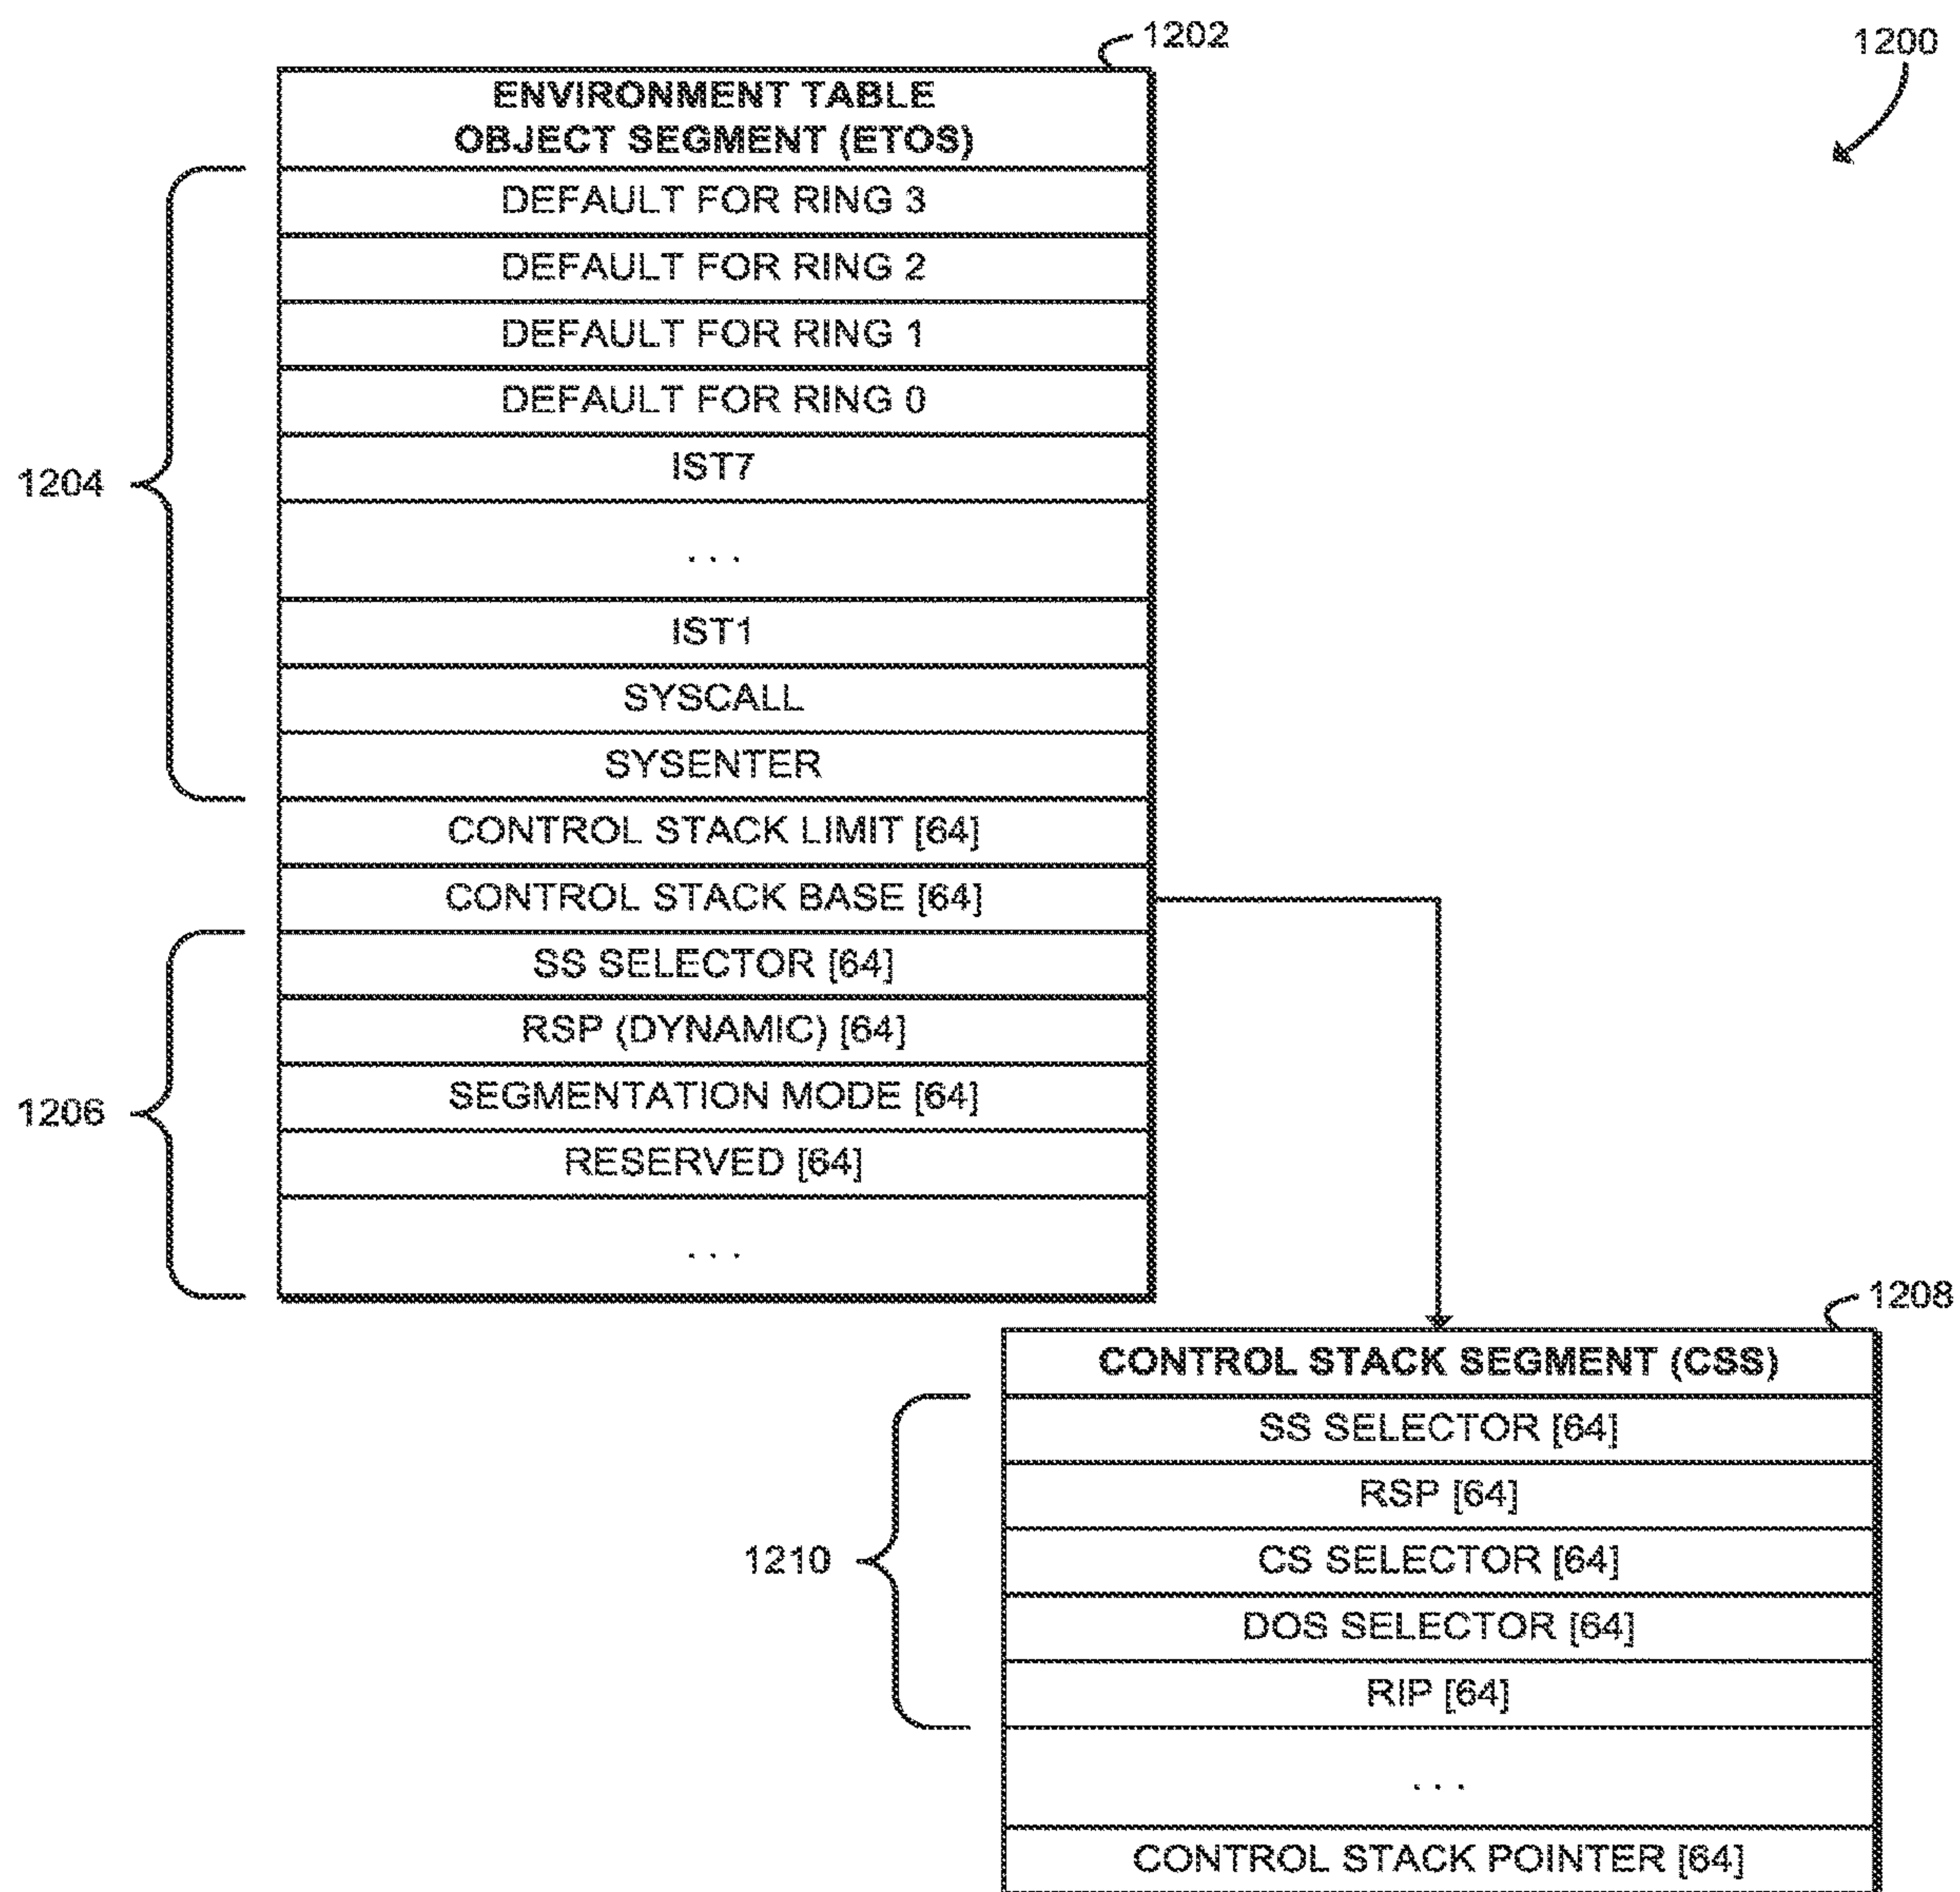 1202
1200
ENVIRONMENT TABLE
OBJECT SEGMENT (ETOS)
DEFAULT FOR RING 3
DEFAULT FOR RING 2
DEFAULT FOR RING 1
DEFAULT FOR RING 0
IST7
1204
. . .
IST1
SYSCALL
SYSENTER
CONTROL STACK LIMIT [64]
CONTROL STACK BASE [64]
SS SELECTOR [64]
RSP (DYNAMIC) [64]
SEGMENTATION MODE [64]
1206
RESERVED [64]
. . .
1208
CONTROL STACK SEGMENT (CSS)
SS SELECTOR [64]
RSP [64]
1210
CS SELECTOR [64]
DOS SELECTOR [64]
RIP [64]
. . .
CONTROL STACK POINTER [64]